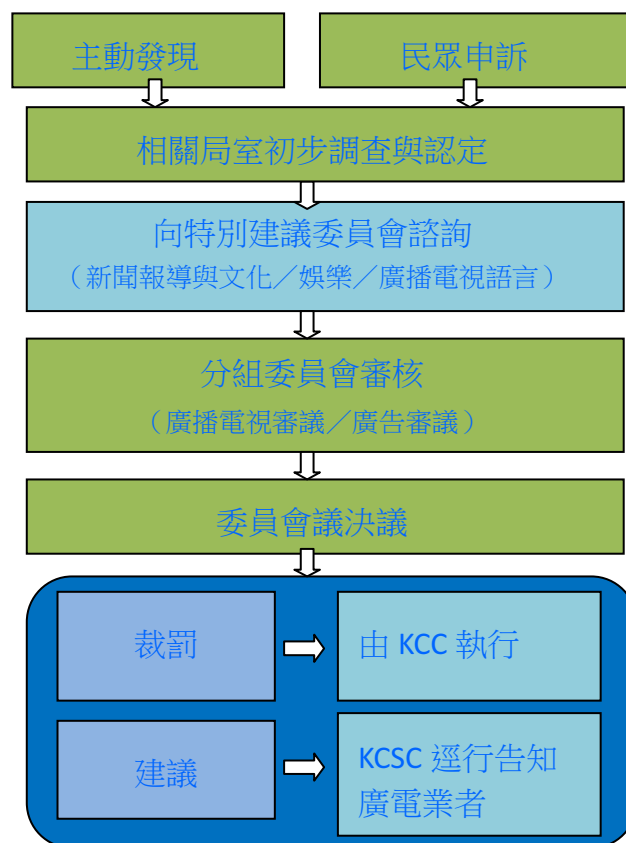 主動發現
民眾申訴
相關局室初步調查與認定
向特別建議委員會諮詢
（新聞報導與文化／娛樂／廣播電視語言）
分組委員會審核
（廣播電視審議／廣告審議）
委員會議決議
裁罰
由 KCC 執行
建議
KCSC 逕行告知
廣電業者